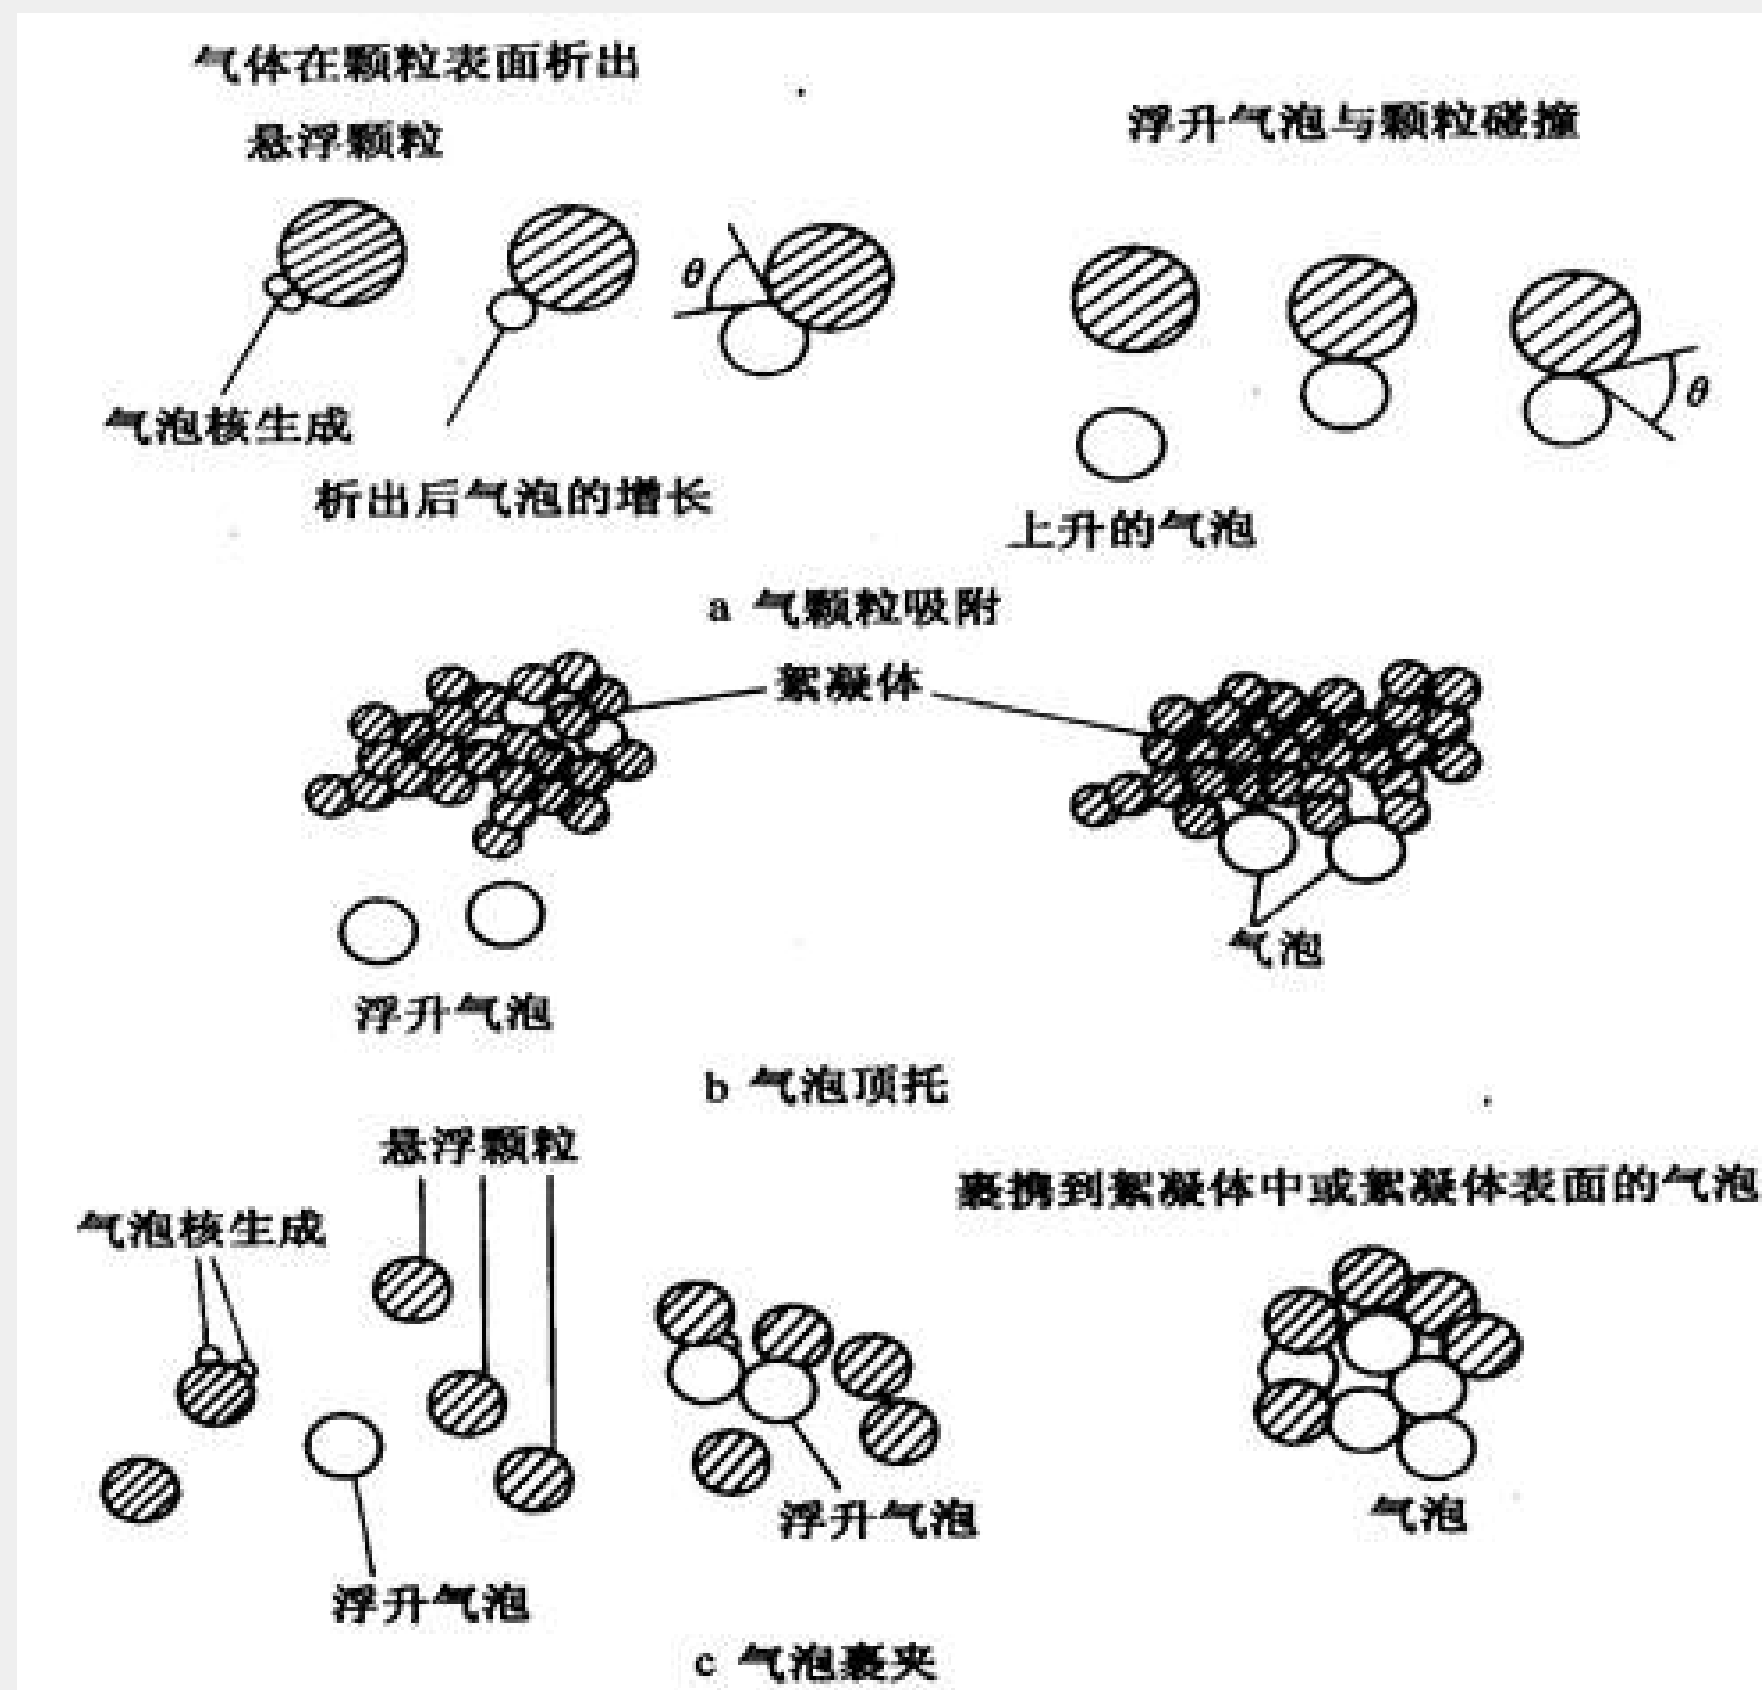 气体在颗粒表面析出
悬浮颗粒
浮升气泡与颗粒碰撞
θ
θ
气泡核生成
析出后气泡的增长
上升的气泡
a 气颗粒吸附
絮凝体
气泡
浮升气泡
b 气泡顶托
悬浮颗粒
裹携到絮凝体中或絮凝体表面的气泡
气泡核生成
浮升气泡
气泡
浮升气泡
c 气泡裹夹